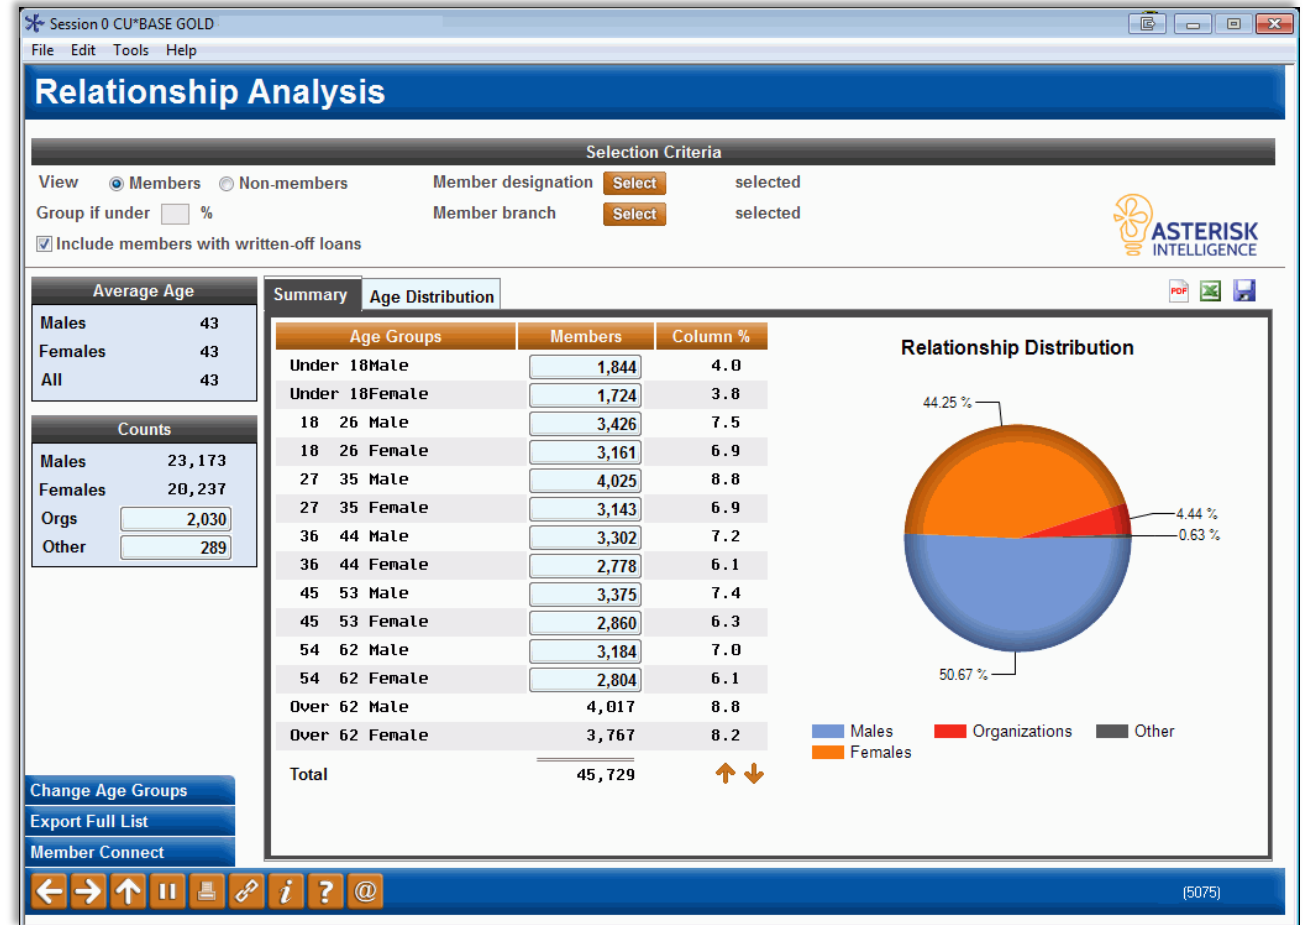 Session 0 CU*BASE GOLD
File Edit Tools Help
Relationship Analysis
Selection Criteria
View Members Non-members Member designation Select selected
Group if under % Member branch Select selected
Include members with written-off loans
ASTERISK
INTELLIGENCE
Average Age
Males 43
Females 43
All 43
Counts
Males 23,173
Females 20,237
Orgs 2,030
Other 289
Summary Age Distribution
PDF
Age Groups Members Column %
Under 18Male 1,844 4.0
Under 18Female 1,724 3.8
18 26 Male 3,426 7.5
18 26 Female 3,161 6.9
27 35 Male 4,025 8.8
27 35 Female 3,143 6.9
36 44 Male 3,302 7.2
36 44 Female 2,778 6.1
45 53 Male 3,375 7.4
45 53 Female 2,860 6.3
54 62 Male 3,184 7.0
54 62 Female 2,804 6.1
Over 62 Male 4,017 8.8
Over 62 Female 3,767 8.2
Total 45,729
Relationship Distribution
44.25 %
4.44 %
0.63 %
50.67 %
Males Organizations Other
Females
Change Age Groups
Export Full List
Member Connect
i ? @
(5075)